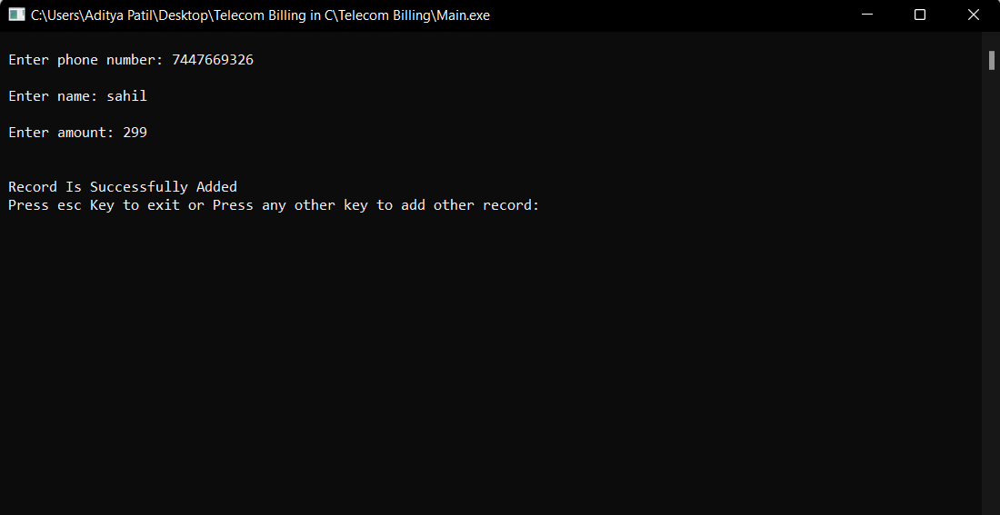 C:\Users\Aditya Patil\Desktop\Telecom Billing in C\Telecom Billing\Main.exe
Enter phone number: 7447669326
Enter name: sahil
Enter amount: 299
Record Is Successfully Added
Press esc Key to exit or Press any other key to add other record: